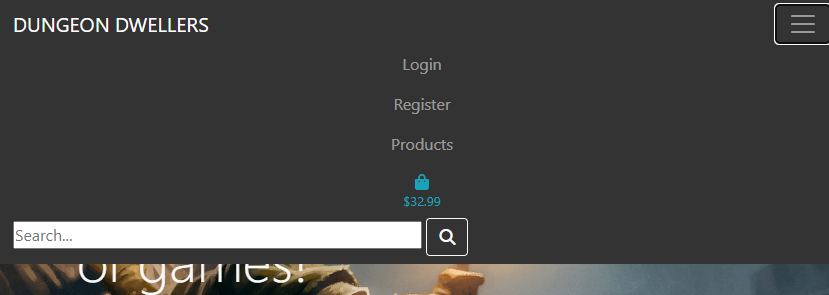 DUNGEON DWELLERS
Login
Register
Products
$32.99
Search...
of games!